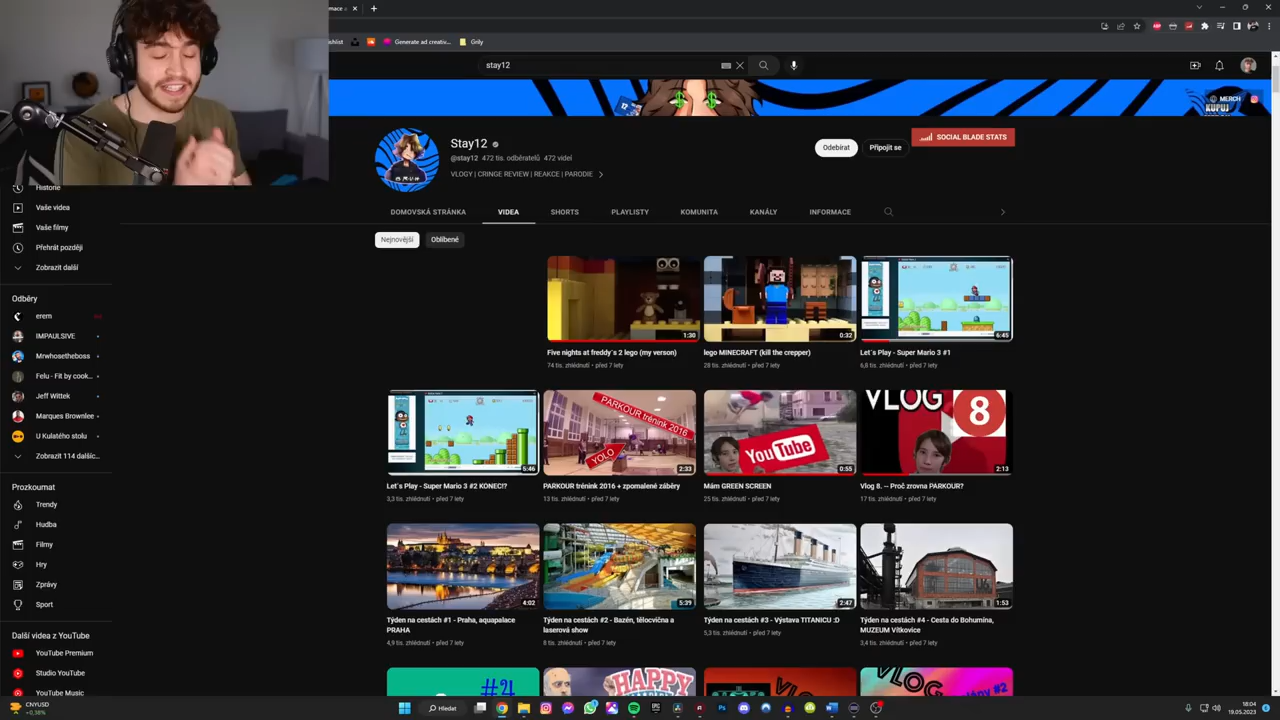 mace
ishlist
Generate ad creativ...
Grily
stay12
MERCH
KUPUJ
Stay12
@stay12 472 tis. odběratelů 472 videí
VLOGY | CRINGE REVIEW | REAKCE | PARODIE
Odebírat
Připojit se
SOCIAL BLADE STATS
DOMOVSKÁ STRÁNKA
VIDEA
SHORTS
PLAYLISTY
KOMUNITA
KANÁLY
INFORMACE
Nejnovější
Oblíbené
Historie
Vaše videa
Vaše filmy
Přehrát později
Zobrazit další
Odběry
erem
IMPAULSIVE
Mrwhosetheboss
Felu - Fit by cook...
Jeff Wittek
Marques Brownlee
U Kulatého stolu
Zobrazit 114 dalšíc...
Prozkoumat
Trendy
Hudba
Filmy
Hry
Zprávy
Sport
Další videa z YouTube
YouTube Premium
Studio YouTube
YouTube Music
1:30
Five nights at freddy´s 2 lego (my verson)
74 tis. zhlédnutí • před 7 lety
0:32
lego MINECRAFT (kill the crepper)
28 tis. zhlédnutí • před 7 lety
6:45
Let´s Play - Super Mario 3 #1
6,8 tis. zhlédnutí • před 7 lety
5:46
Let´s Play - Super Mario 3 #2 KONEC!?
3,3 tis. zhlédnutí • před 7 lety
PARKOUR trénink 2016
YOLO
2:33
PARKOUR trénink 2016 + zpomalené záběry
13 tis. zhlédnutí • před 7 lety
YouTube
0:55
Mám GREEN SCREEN
25 tis. zhlédnutí • před 7 lety
VLOG 8
2:13
Vlog 8. -- Proč zrovna PARKOUR?
17 tis. zhlédnutí • před 7 lety
4:02
Týden na cestách #1 - Praha, aquapalace
PRAHA
4,9 tis. zhlédnutí • před 7 lety
5:39
Týden na cestách #2 - Bazén, tělocvična a
laserová show
8 tis. zhlédnutí • před 7 lety
2:47
Týden na cestách #3 - Výstava TITANICU :D
5,3 tis. zhlédnutí • před 7 lety
1:53
Týden na cestách #4 - Cesta do Bohumína,
MUZEUM Vítkovice
3,4 tis. zhlédnutí • před 7 lety
HAPPY
VLOG
VLOG
#2
CNYUSD
+0,38%
Hledat
18:04
19.05.2023